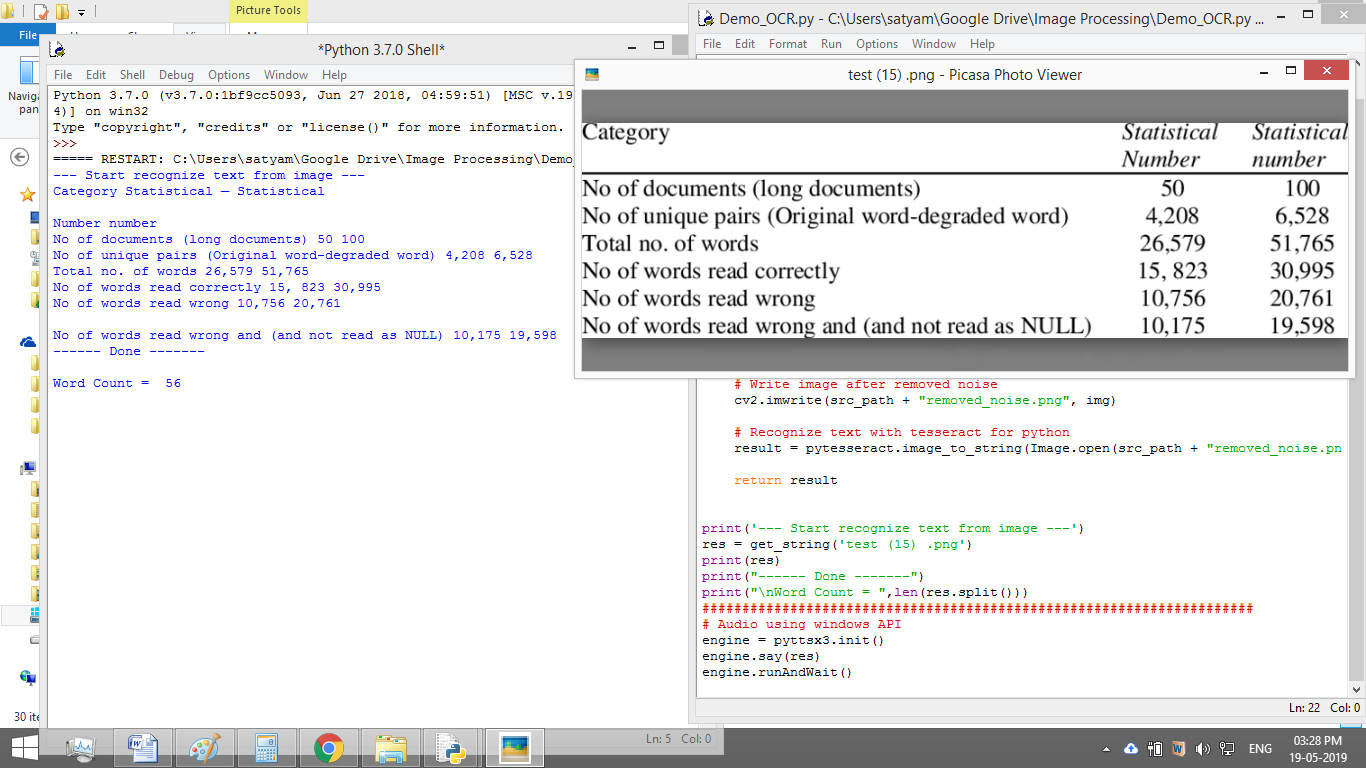 Picture Tools
File
Naviga
pan
30 ite
*Python 3.7.0 Shell*
File Edit Shell Debug Options Window Help
Python 3.7.0 (v3.7.0:1bf9cc5093, Jun 27 2018, 04:59:51) [MSC v.19
4)] on win32
Type "copyright", "credits" or "license()" for more information.
>>>
===== RESTART: C:\Users\satyam\Google Drive\Image Processing\Demo_
--- Start recognize text from image ---
Category Statistical — Statistical
Number number
No of documents (long documents) 50 100
No of unique pairs (Original word-degraded word) 4,208 6,528
Total no. of words 26,579 51,765
No of words read correctly 15, 823 30,995
No of words read wrong 10,756 20,761
No of words read wrong and (and not read as NULL) 10,175 19,598
------ Done -------
Word Count =  56
Ln: 5 Col: 0
Demo_OCR.py - C:\Users\satyam\Google Drive\Image Processing\Demo_OCR.py ...
File Edit Format Run Options Window Help
test (15) .png - Picasa Photo Viewer
Category Statistical Statistical
Number number
No of documents (long documents) 50 100
No of unique pairs (Original word-degraded word) 4,208 6,528
Total no. of words 26,579 51,765
No of words read correctly 15, 823 30,995
No of words read wrong 10,756 20,761
No of words read wrong and (and not read as NULL) 10,175 19,598
# Write image after removed noise
cv2.imwrite(src_path + "removed_noise.png", img)
# Recognize text with tesseract for python
result = pytesseract.image_to_string(Image.open(src_path + "removed_noise.pn
return result
print('--- Start recognize text from image ---')
res = get_string('test (15) .png')
print(res)
print("------ Done -------")
print("\nWord Count = ",len(res.split()))
#####################################################################
# Audio using windows API
engine = pyttsx3.init()
engine.say(res)
engine.runAndWait()
Ln: 22 Col: 0
ENG
03:28 PM
19-05-2019